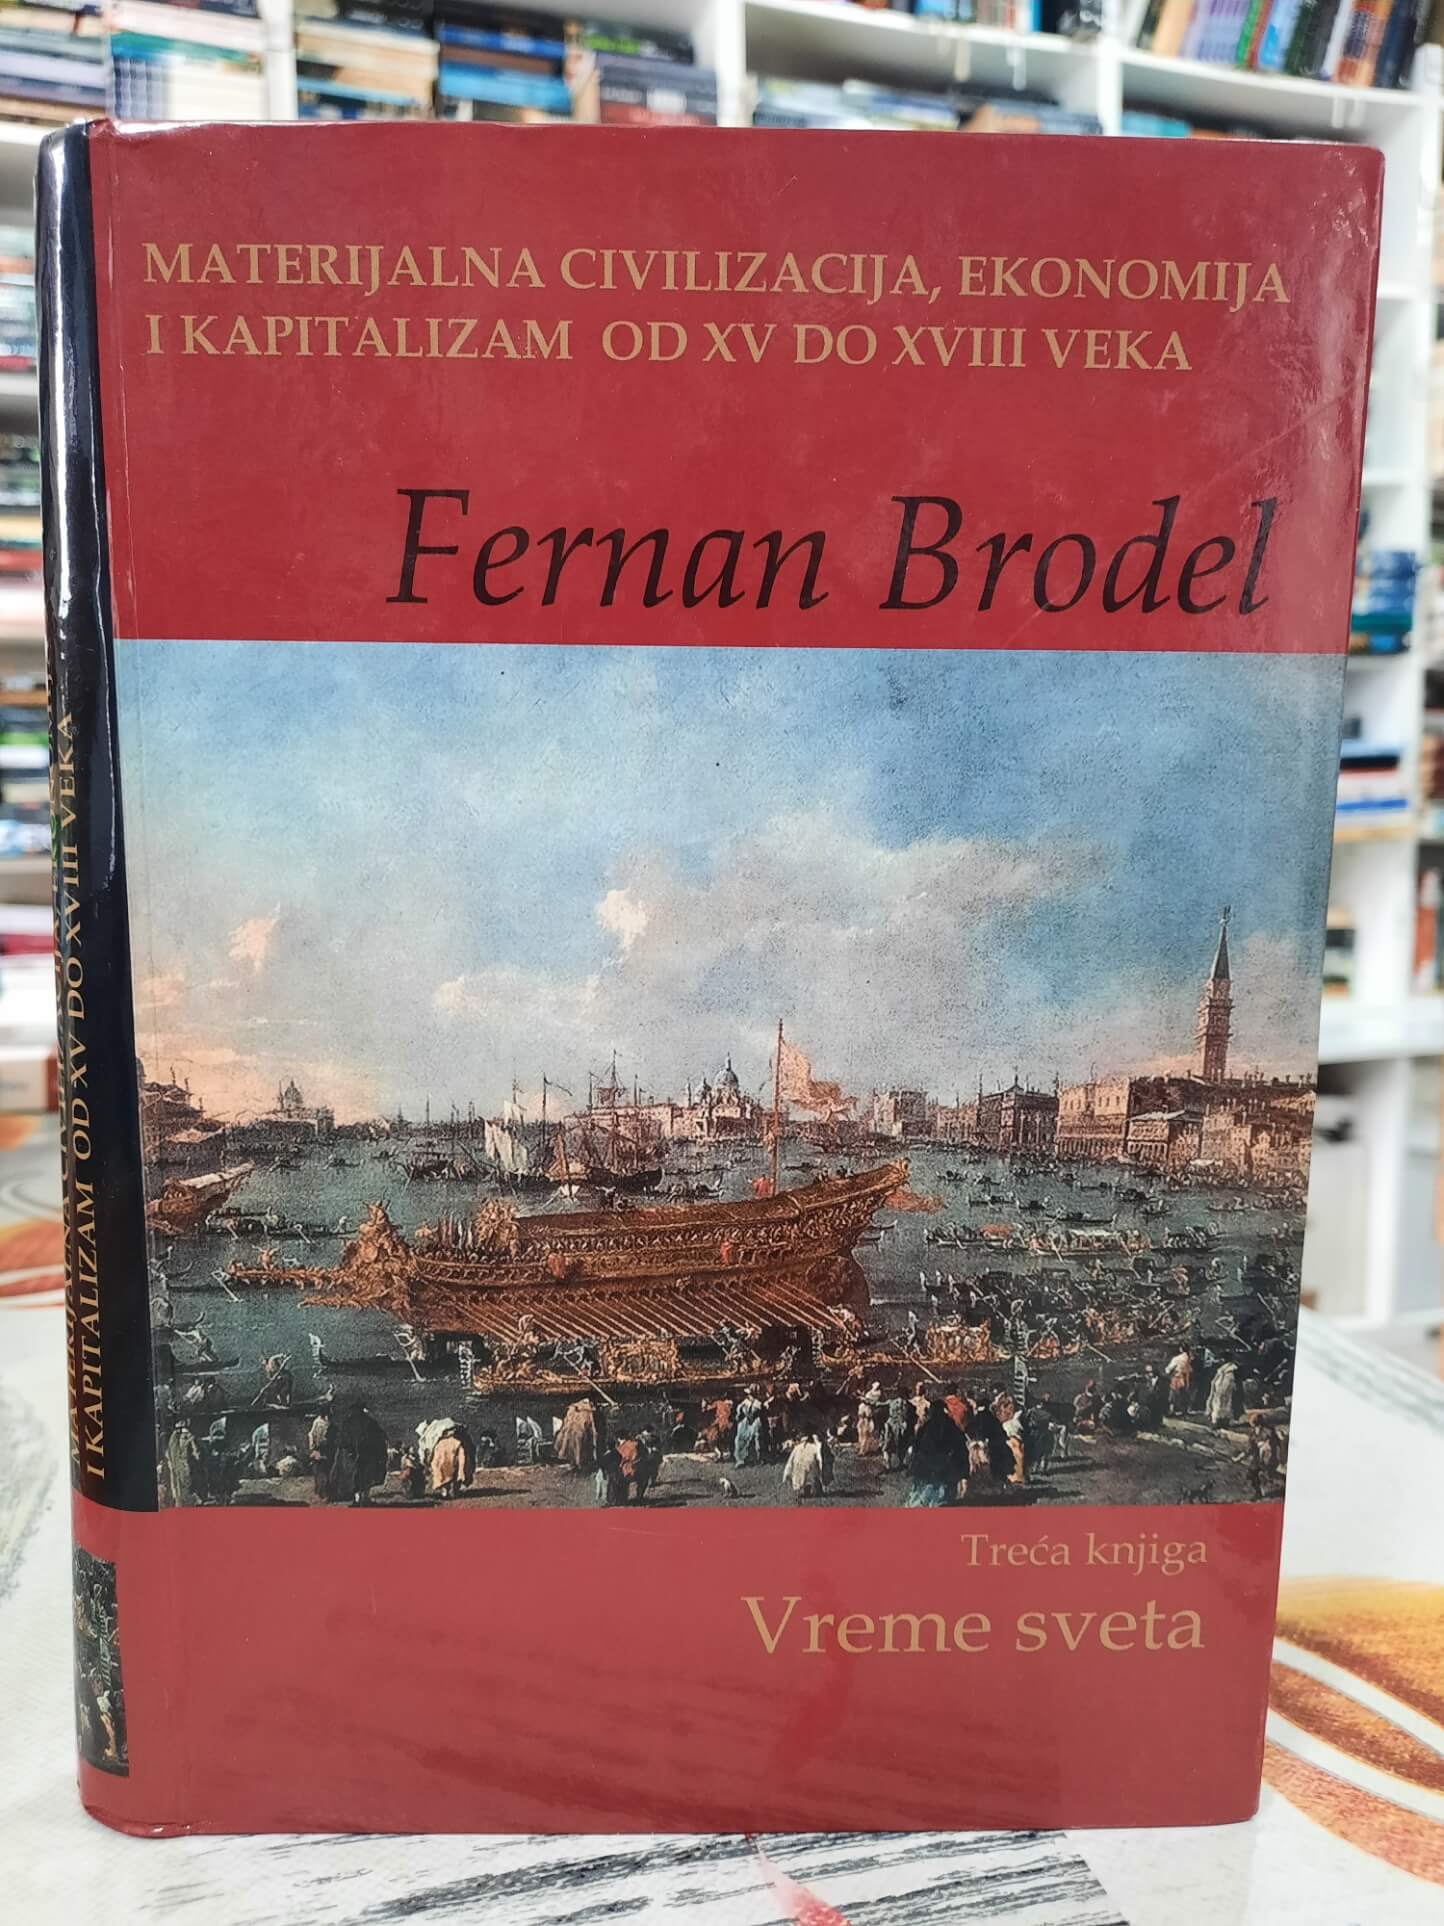 MATERIJALNA CIVILIZACIJA, EKONOMIJA
I KAPITALIZAM OD XV DO XVIII VEKA
Fernan Brodel
Treća knjiga
Vreme sveta
I KAPITALIZAM OD XV DO XVIII VEKA